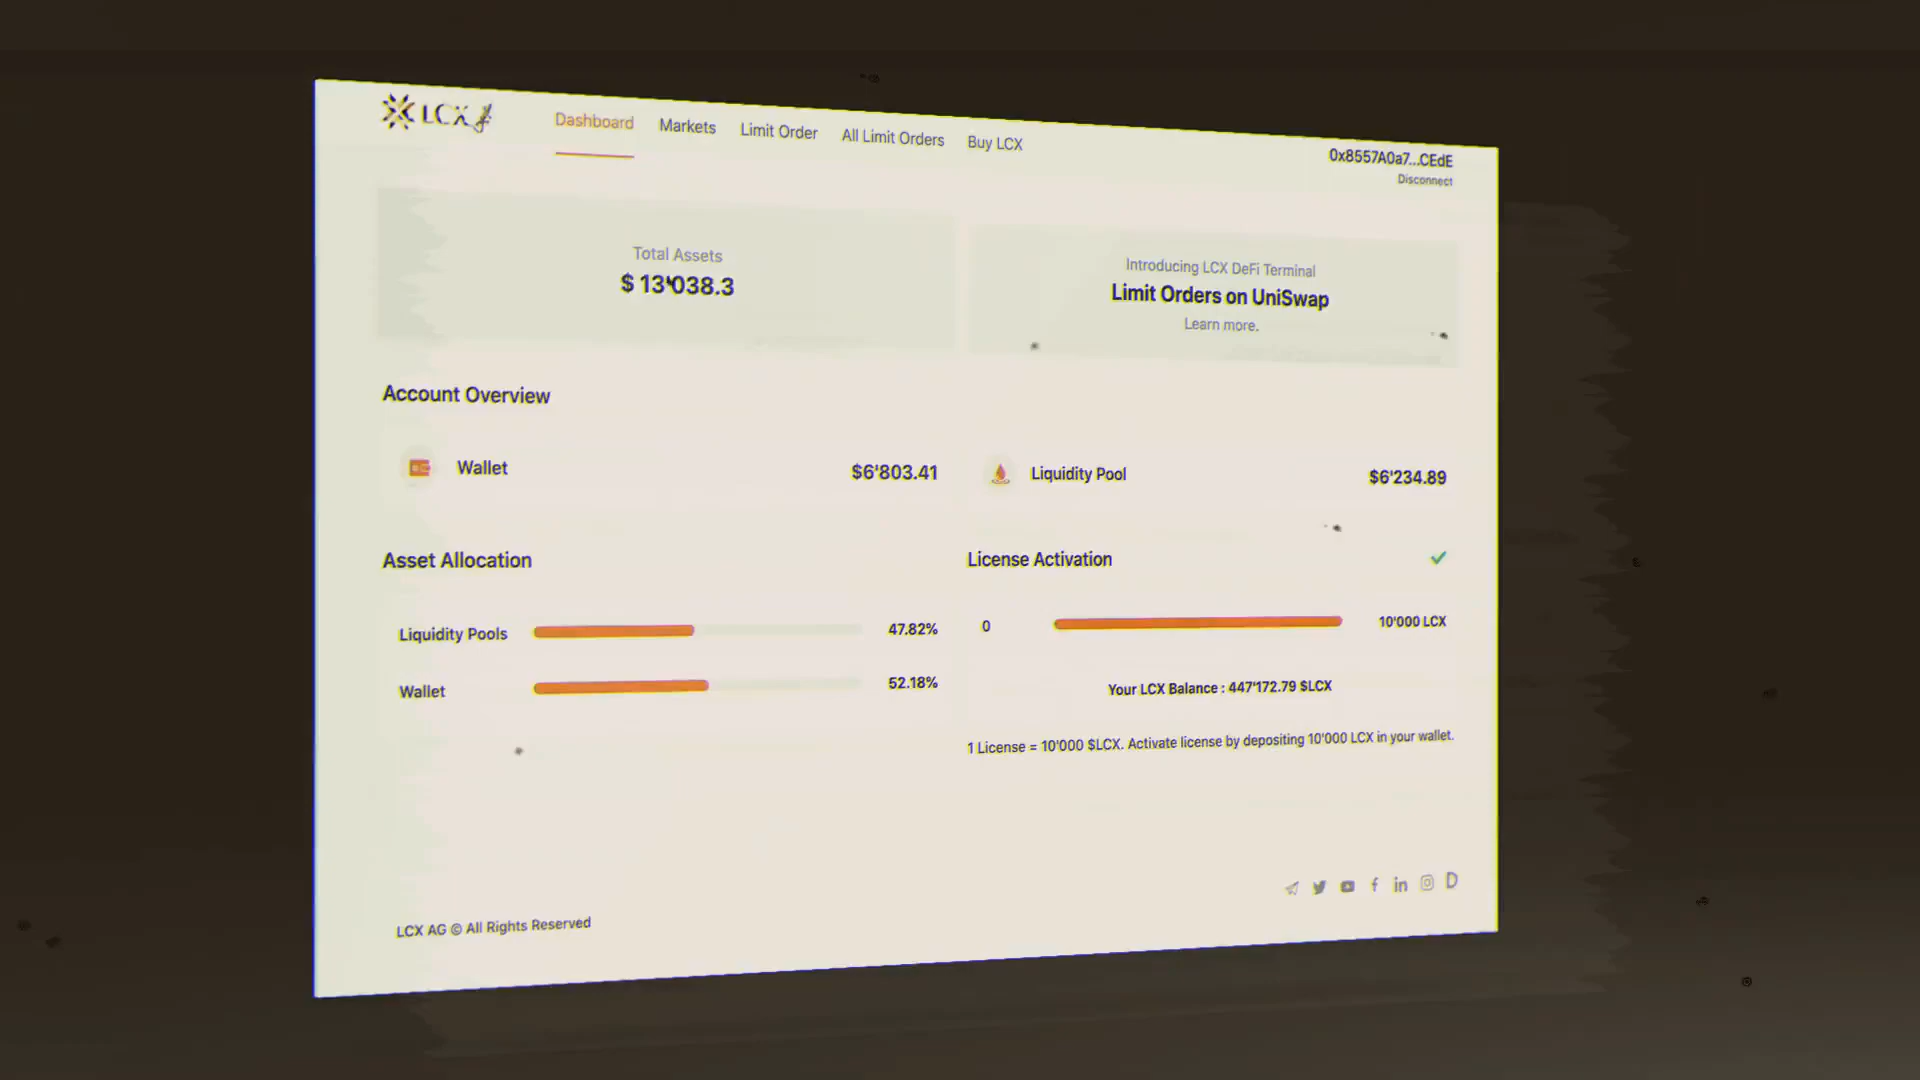 LCX
Dashboard Markets Limit Order All Limit Orders Buy LCX
0x8557A0a7...CEdE
Disconnect
Total Assets
$ 13'038.3
Introducing LCX DeFi Terminal
Limit Orders on UniSwap
Learn more.
Account Overview
Wallet $6'803.41
Liquidity Pool $6'234.89
Asset Allocation
Liquidity Pools 47.82%
Wallet 52.18%
License Activation
0 10'000 LCX
Your LCX Balance : 447'172.79 $LCX
1 License = 10'000 $LCX. Activate license by depositing 10'000 LCX in your wallet.
LCX AG © All Rights Reserved